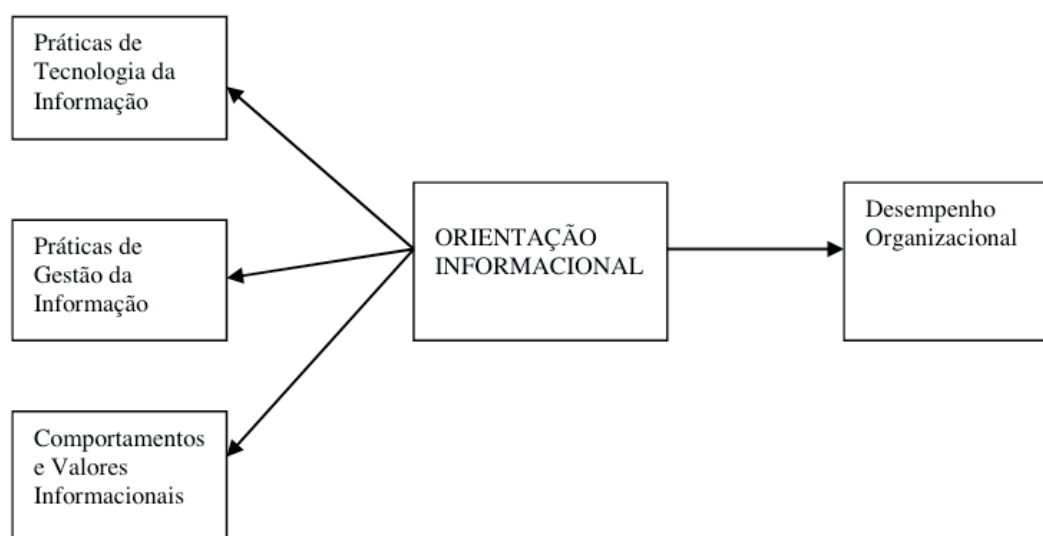 Práticas de
Tecnologia da
Informação
Práticas de
Gestão da
Informação
Comportamentos
e Valores
Informacionais
ORIENTAÇÃO
INFORMACIONAL
Desempenho
Organizacional